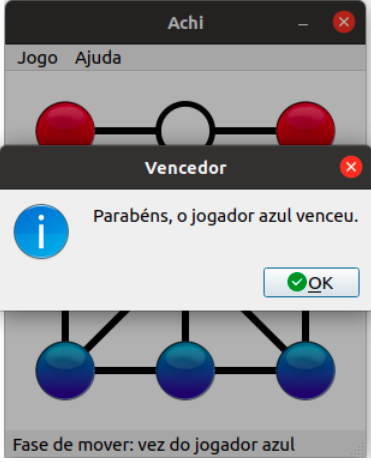 Achi
Jogo Ajuda
Vencedor
Parabéns, o jogador azul venceu.
OK
Fase de mover: vez do jogador azul